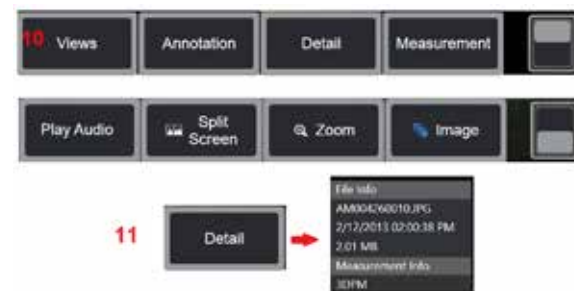 10 Views Annotation Detail Measurement
Play Audio Split Screen Zoom Image
11 Detail
File Info
AM004260010.JPG
2/12/2013 02:00:38 PM
2.01 MB
Measurement Info
3DPM